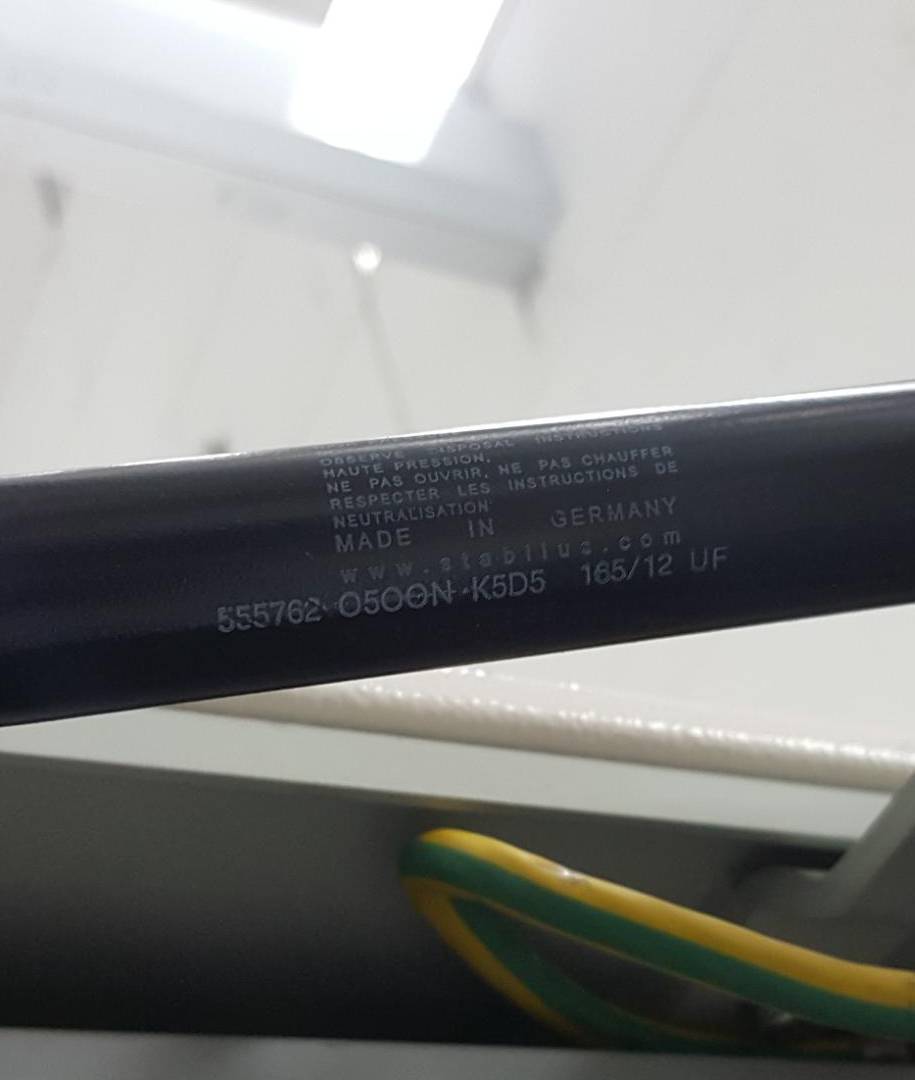 OBSERVE DISPOSAL INSTRUCTIONS
HAUTE PRESSION.
NE PAS OUVRIR. NE PAS CHAUFFER
RESPECTER LES INSTRUCTIONS DE
NEUTRALISATION
MADE IN GERMANY
www.stabilus.com
555762 0500N K5D5 165/12 UF